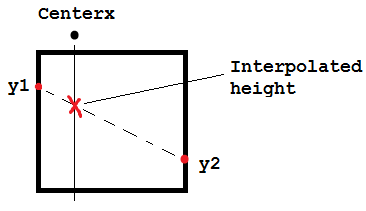 Centerx
Interpolated
height
y1
y2